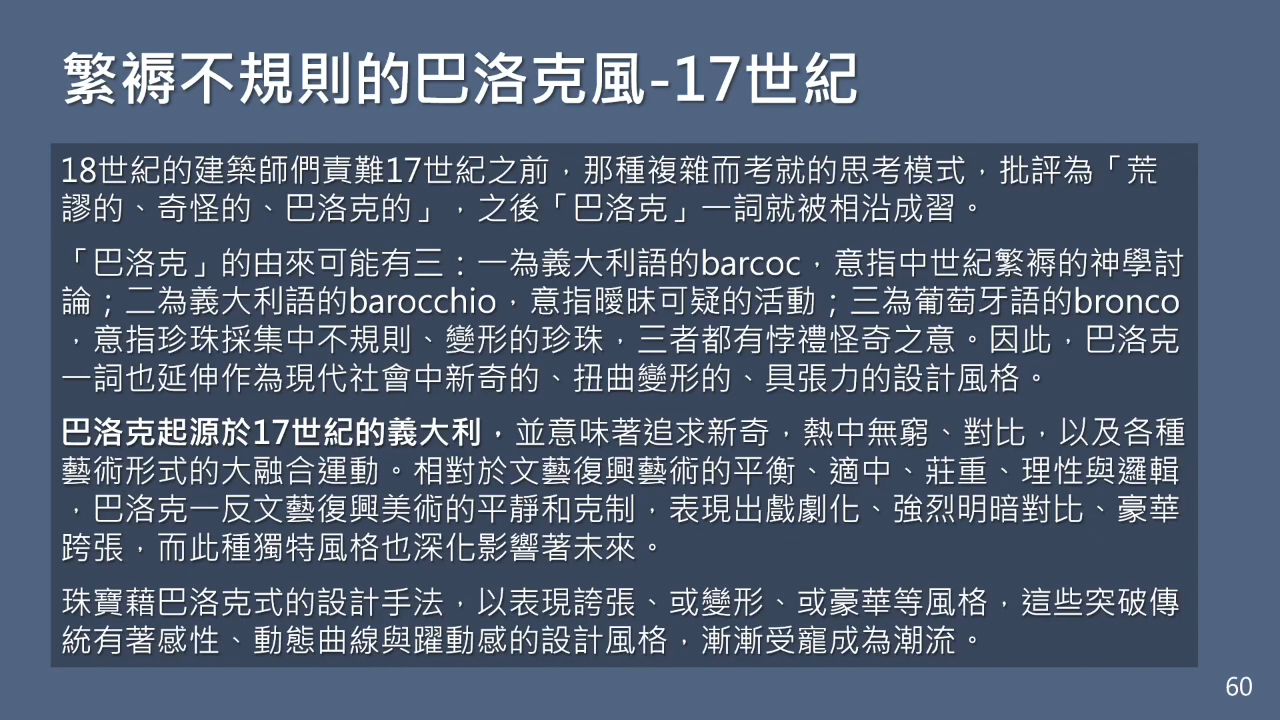 繁褥不規則的巴洛克風-17世紀
18世紀的建築師們責難17世紀之前，那種複雜而考就的思考模式，批評為「荒
謬的、奇怪的、巴洛克的」，之後「巴洛克」一詞就被相沿成習。
「巴洛克」的由來可能有三：一為義大利語的barcoc，意指中世紀繁褥的神學討
論；二為義大利語的barocchio，意指曖昧可疑的活動；三為葡萄牙語的bronco
，意指珍珠採集中不規則、變形的珍珠，三者都有悖禮怪奇之意。因此，巴洛克
一詞也延伸作為現代社會中新奇的、扭曲變形的、具張力的設計風格。
巴洛克起源於17世紀的義大利，並意味著追求新奇，熱中無窮、對比，以及各種
藝術形式的大融合運動。相對於文藝復興藝術的平衡、適中、莊重、理性與邏輯
，巴洛克一反文藝復興美術的平靜和克制，表現出戲劇化、強烈明暗對比、豪華
跨張，而此種獨特風格也深化影響著未來。
珠寶藉巴洛克式的設計手法，以表現誇張、或變形、或豪華等風格，這些突破傳
統有著感性、動態曲線與躍動感的設計風格，漸漸受寵成為潮流。
60